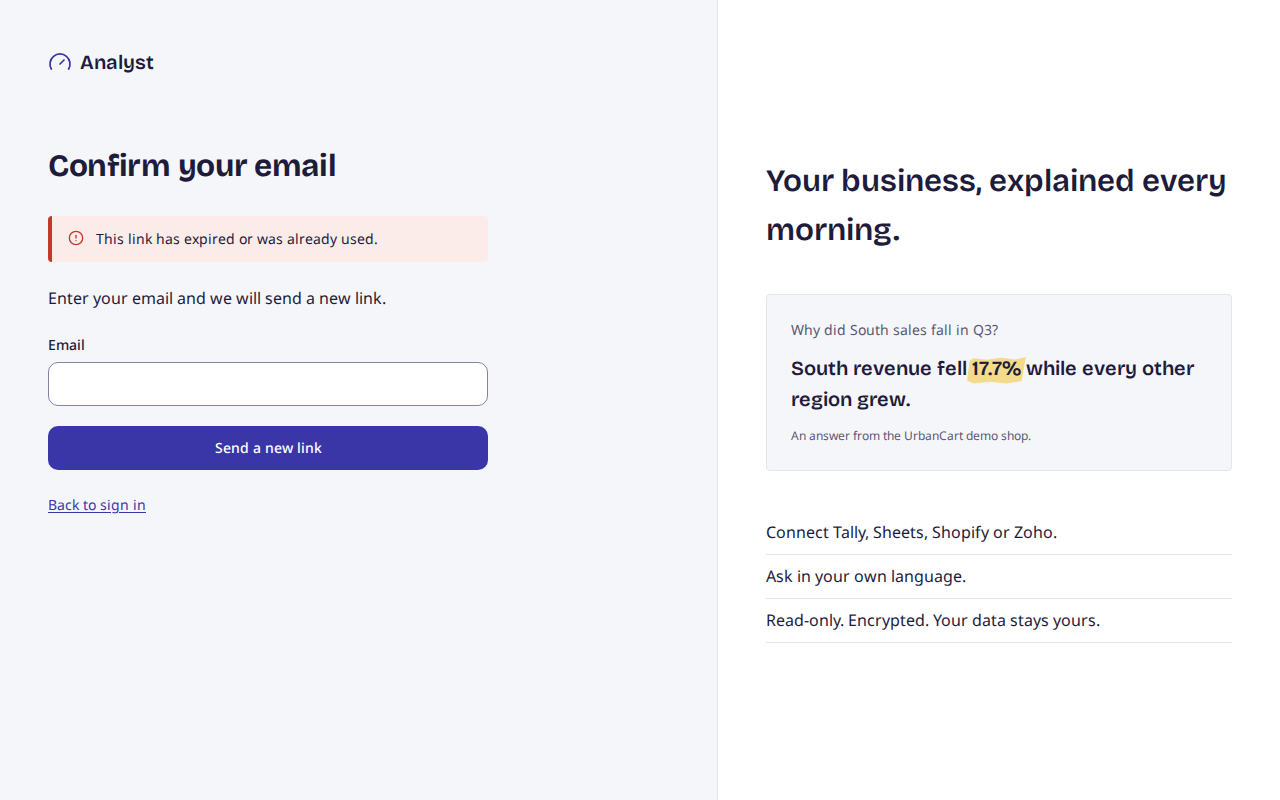 Analyst
Confirm your email
This link has expired or was already used.
Enter your email and we will send a new link.
Email
Send a new link
Back to sign in
Your business, explained every
morning.
Why did South sales fall in Q3?
South revenue fell 17.7% while every other
region grew.
An answer from the UrbanCart demo shop.
Connect Tally, Sheets, Shopify or Zoho.
Ask in your own language.
Read-only. Encrypted. Your data stays yours.